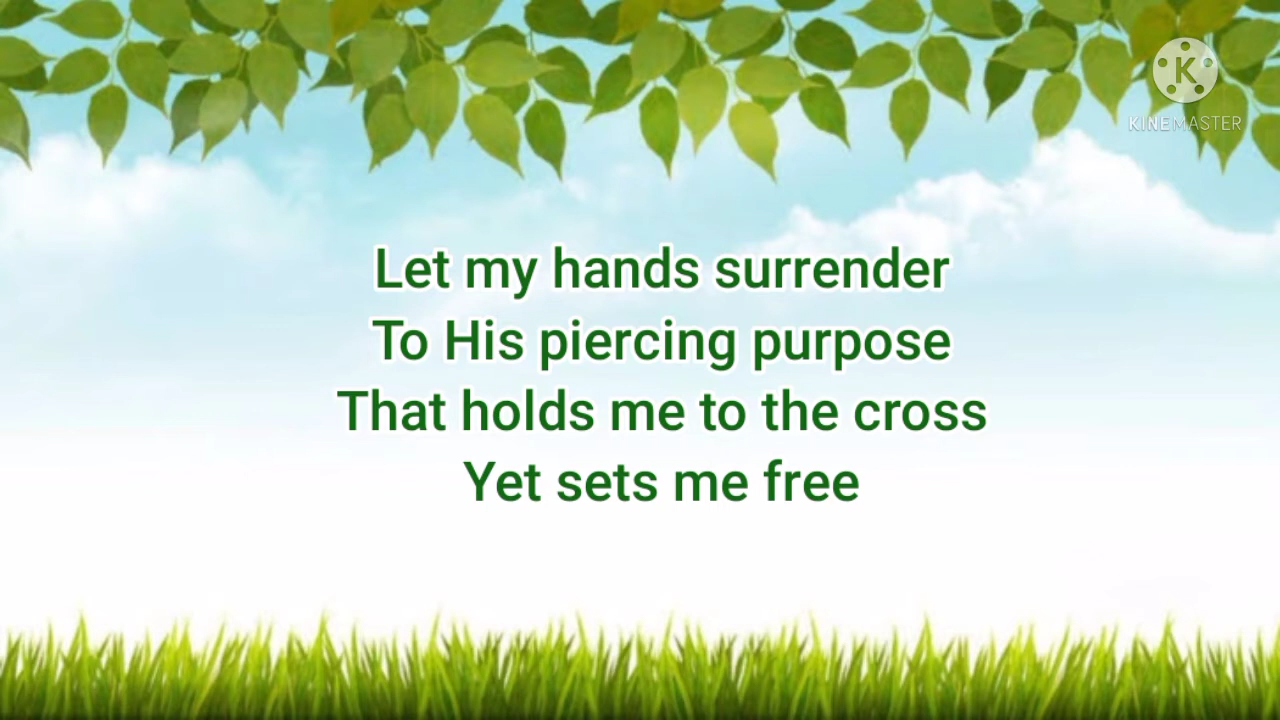 K
KINEMASTER
Let my hands surrender
To His piercing purpose
That holds me to the cross
Yet sets me free